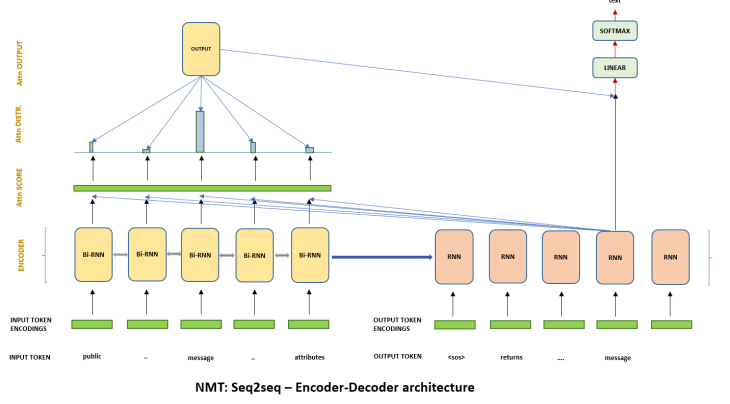 text
SOFTMAX
LINEAR
OUTPUT
Attn OUTPUT
Attn DISTR.
Attn SCORE
ENCODER
Bi-RNN Bi-RNN Bi-RNN Bi-RNN Bi-RNN RNN RNN RNN RNN RNN
INPUT TOKEN
ENCODINGS
OUTPUT TOKEN
ENCODINGS
INPUT TOKEN public .. message .. attributes OUTPUT TOKEN <sos> returns .... message
NMT: Seq2seq – Encoder-Decoder architecture